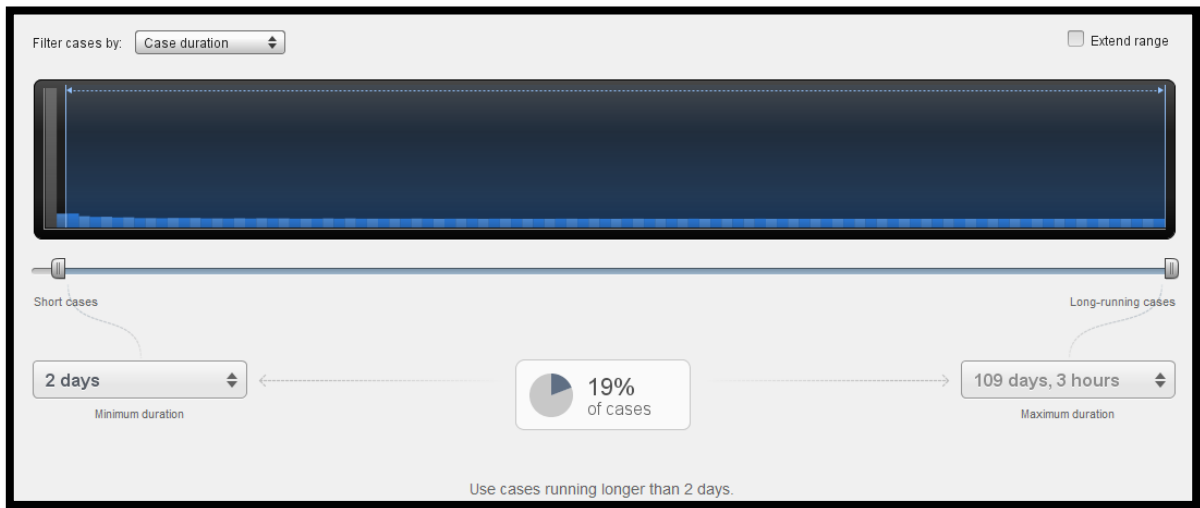 Filter cases by: Case duration
Extend range
Short cases
Long-running cases
2 days
19%
of cases
109 days, 3 hours
Minimum duration
Maximum duration
Use cases running longer than 2 days.